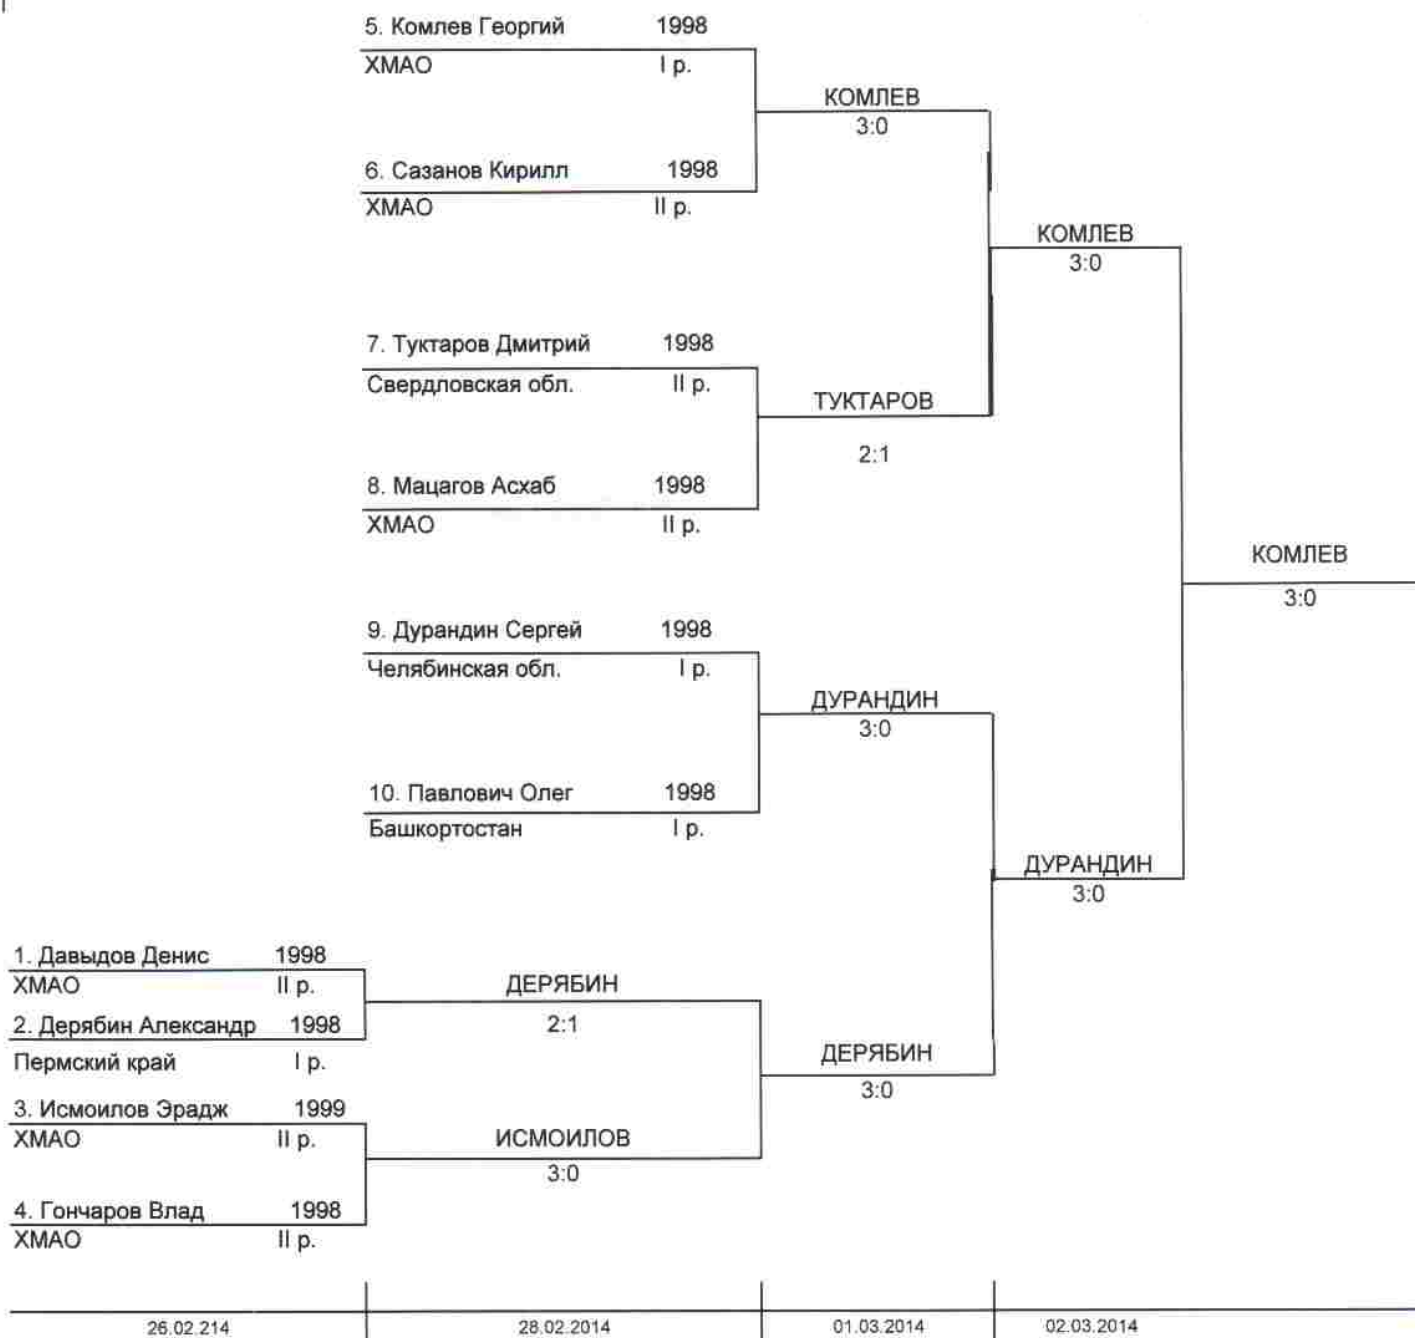 5. Комлев Георгий 1998
ХМАО I р.
КОМЛЕВ
3:0
6. Сазанов Кирилл 1998
ХМАО II р.
КОМЛЕВ
3:0
7. Туктаров Дмитрий 1998
Свердловская обл. II р.
ТУКТАРОВ
2:1
8. Мацагов Асхаб 1998
ХМАО II р.
КОМЛЕВ
3:0
9. Дурандин Сергей 1998
Челябинская обл. I р.
ДУРАНДИН
3:0
10. Павлович Олег 1998
Башкортостан I р.
ДУРАНДИН
3:0
1. Давыдов Денис 1998
ХМАО II р.
ДЕРЯБИН
2:1
2. Дерябин Александр 1998
Пермский край I р.
ДЕРЯБИН
3:0
3. Исмоилов Эрадж 1999
ХМАО II р.
ИСМОИЛОВ
3:0
4. Гончаров Влад 1998
ХМАО II р.
26.02.214 28.02.2014 01.03.2014 02.03.2014